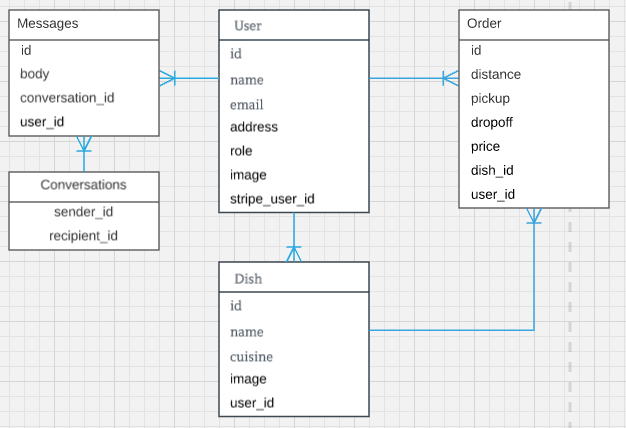 Messages
id
body
conversation_id
user_id
Conversations
sender_id
recipient_id
User
id
name
email
address
role
image
stripe_user_id
Dish
id
name
cuisine
image
user_id
Order
id
distance
pickup
dropoff
price
dish_id
user_id